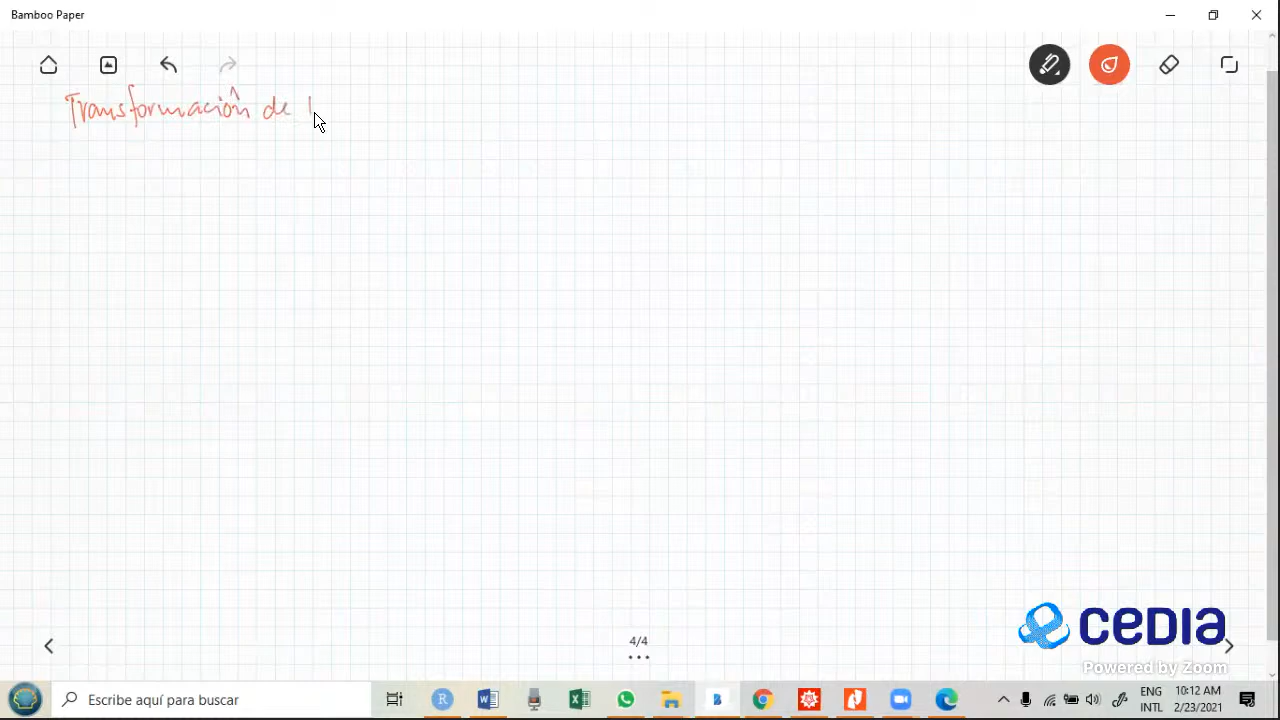 Bamboo Paper
Transformación de
4/4
cedia
Powered by Zoom
Escribe aquí para buscar
ENG
INTL
10:12 AM
2/23/2021